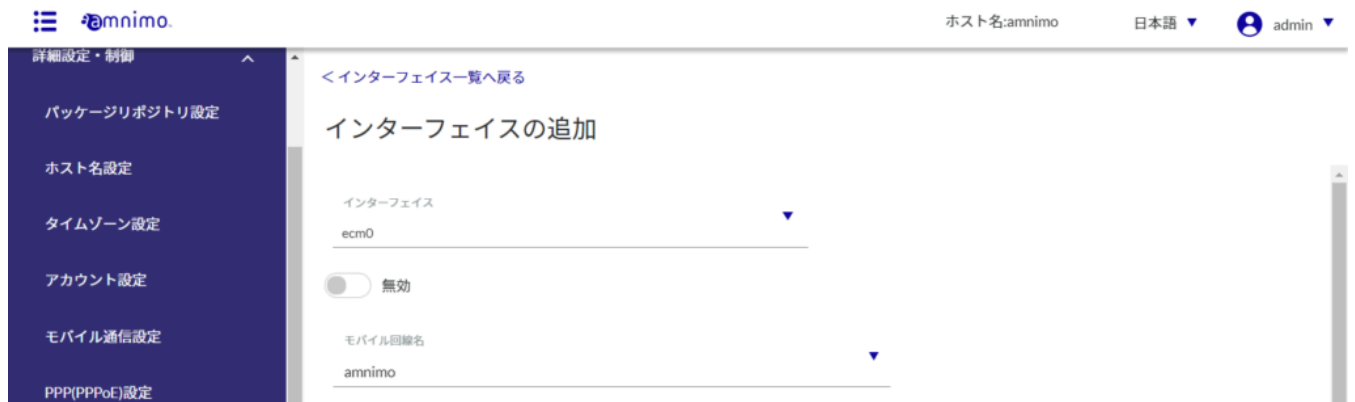 amnimo.
ホスト名:amnimo
日本語 ▼
admin ▼
詳細設定・制御
パッケージリポジトリ設定
ホスト名設定
タイムゾーン設定
アカウント設定
モバイル通信設定
PPP(PPPoE)設定
<インターフェイス一覧へ戻る
インターフェイスの追加
インターフェイス
ecm0
無効
モバイル回線名
amnimo